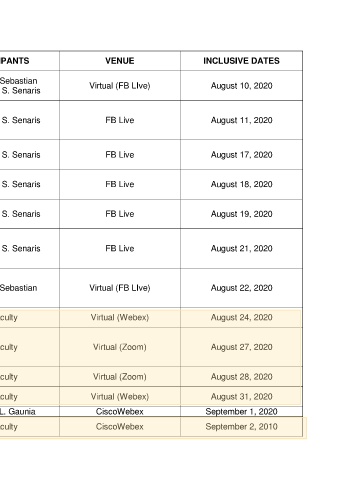 IPANTS VENUE INCLUSIVE DATES
Sebastian
S. Senaris Virtual (FB LIve) August 10, 2020
S. Senaris FB Live August 11, 2020
S. Senaris FB Live August 17, 2020
S. Senaris FB Live August 18, 2020
S. Senaris FB Live August 19, 2020
S. Senaris FB Live August 21, 2020
Sebastian Virtual (FB LIve) August 22, 2020
culty Virtual (Webex) August 24, 2020
culty Virtual (Zoom) August 27, 2020
culty Virtual (Zoom) August 28, 2020
culty Virtual (Webex) August 31, 2020
L. Gaunia CiscoWebex September 1, 2020
culty CiscoWebex September 2, 2010